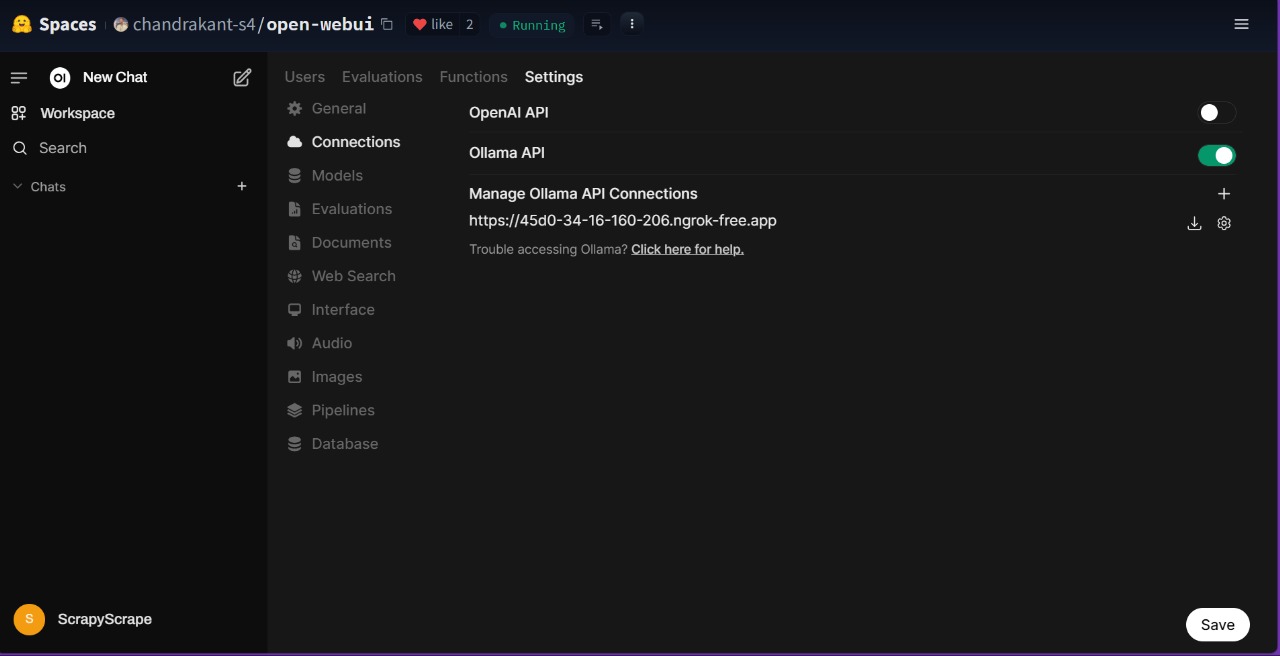 Spaces chandrakant-s4/open-webui like 2 Running
New Chat
Workspace
Search
Chats
ScrapyScrape
Users Evaluations Functions Settings
General
Connections
Models
Evaluations
Documents
Web Search
Interface
Audio
Images
Pipelines
Database
OpenAI API
Ollama API
Manage Ollama API Connections
https://45d0-34-16-160-206.ngrok-free.app
Trouble accessing Ollama? Click here for help.
Save
OI
S